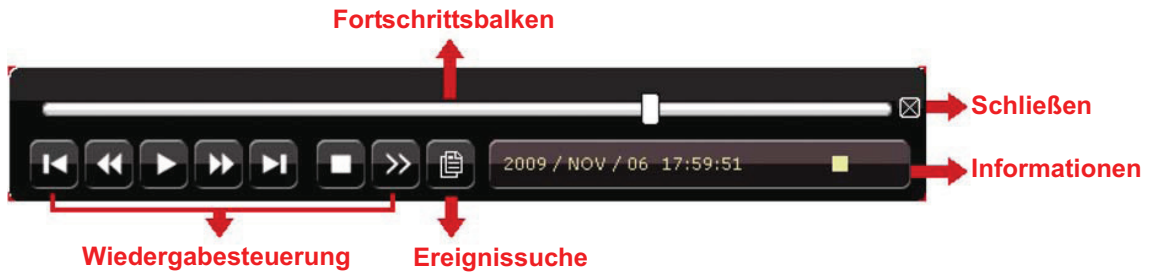 Fortschrittsbalken
Schließen
2009 / NOV / 06 17:59:51
Informationen
Wiedergabesteuerung
Ereignissuche